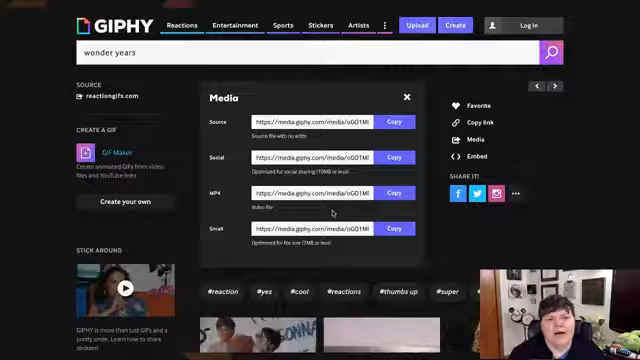 GIPHY Reactions Entertainment Sports Stickers Artists Upload Create Log In
wonder years
SOURCE
reactiongifs.com
CREATE A GIF
GIF Maker
Create animated GIFs from video
files and YouTube links
Create your own
STICK AROUND
GIPHY is more than just GIFs and a
pretty smile. Learn how to share
stickers!
Media
Source https://media.giphy.com/media/oGO1MI Copy
Source file with no edits
Social https://media.giphy.com/media/oGO1MI Copy
Optimized for social sharing (10MB or less)
MP4 https://media.giphy.com/media/oGO1MI Copy
Video file
Small https://media.giphy.com/media/oGO1MI Copy
Optimized for file size (2MB or less)
#reaction #yes #cool #reactions #thumbs up #super
Favorite
Copy link
Media
Embed
SHARE IT!